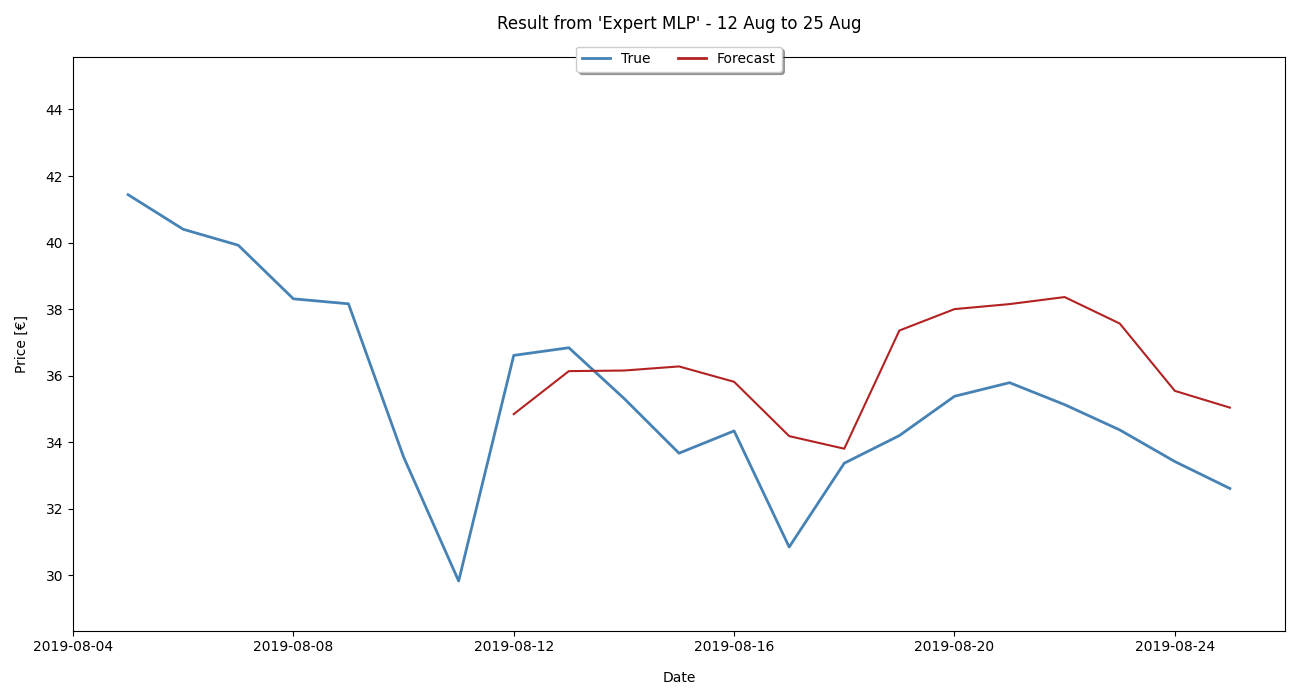 Result from 'Expert MLP' - 12 Aug to 25 Aug
True Forecast
44
42
40
38
36
34
32
30
Price [€]
2019-08-04 2019-08-08 2019-08-12 2019-08-16 2019-08-20 2019-08-24
Date